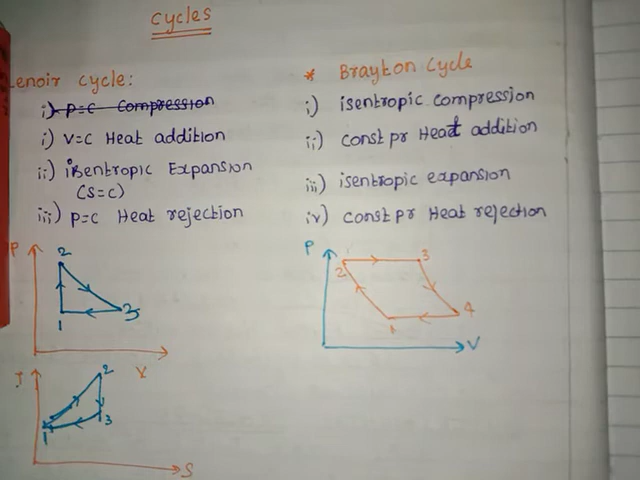 Cycles
Lenoir Cycle:
i) p=c Compression
i) V=C Heat addition
ii) isentropic Expansion
(s=c)
iii) p=c Heat rejection
* Brayton Cycle
i) isentropic compression
ii) const pr Heat addition
iii) isentropic expansion
iv) const pr Heat rejection
P
2
1
3
V
T
2
3
1
S
P
2
3
1
4
V